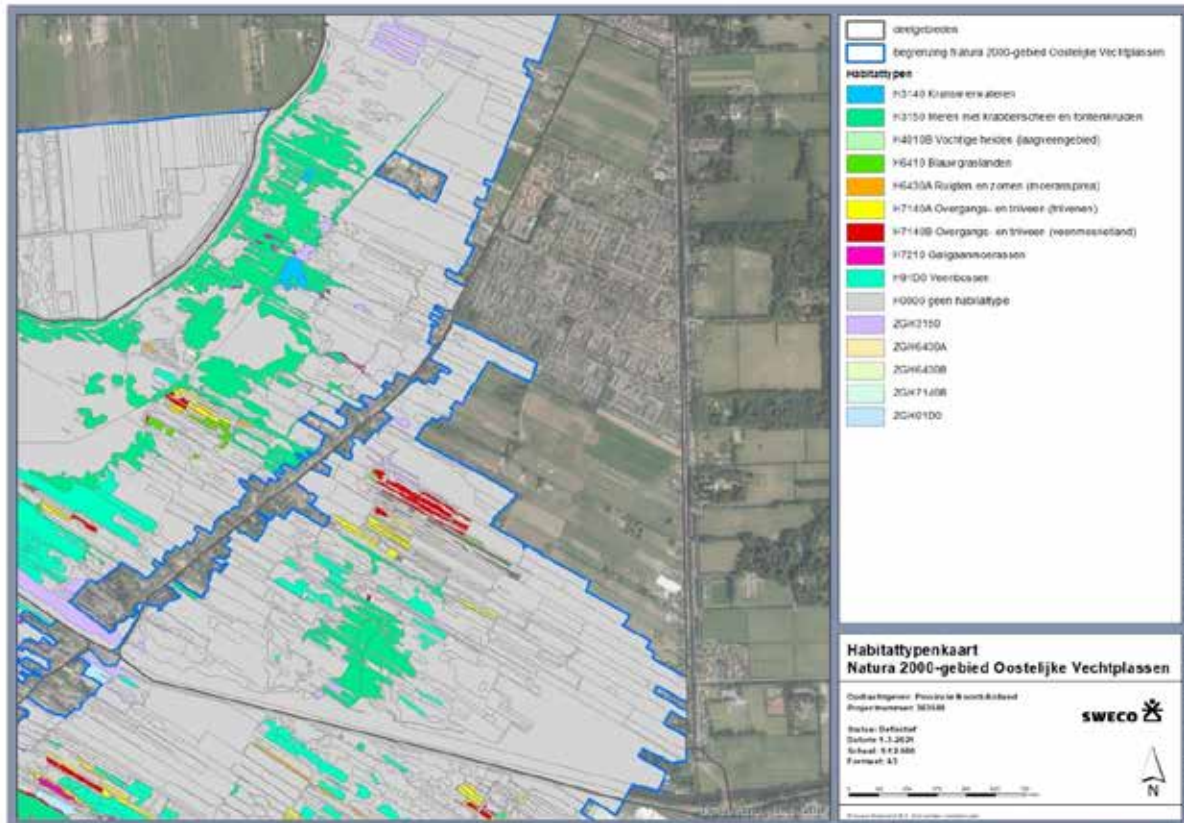 deelgebieden
begrenzing Natura 2000-gebied Oostelijke Vechtplassen
Habitattypen
H3140 Kranswierwateren
H3150 Meren met krabbenscheer en fonteinkruiden
H4010B Vochtige heiden (laagveengebied)
H6410 Blauwgraslanden
H6430A Ruigten en zomen (moerasspirea)
H7140A Overgangs- en trilveen (trilvenen)
H7140B Overgangs- en trilveen (veenmosrietland)
H7210 Galigaanmoerassen
H91D0 Veenbossen
H0000 geen habitattype
ZGH3150
ZGH6430A
ZGH6430B
ZGH7140B
ZGH91D0
Habitattypenkaart
Natura 2000-gebied Oostelijke Vechtplassen
Opdrachtgever: Provincie Noord-Holland
Projectnummer:
Status: Definitief
Datum:
Schaal:
Formaat: A3
SWECO
N